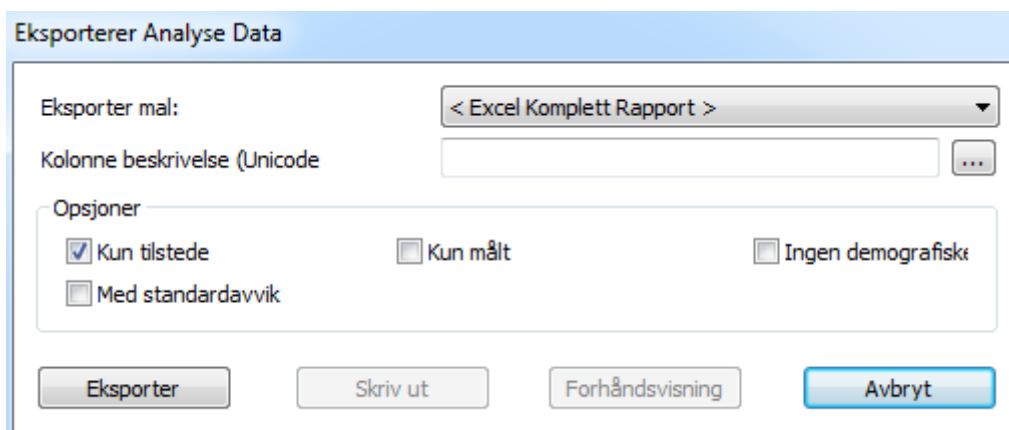 Eksporterer Analyse Data
Eksporter mal: < Excel Komplett Rapport >
Kolonne beskrivelse (Unicode ...
Opsjoner
Kun tilstede Kun målt Ingen demografiske
Med standardavvik
Eksporter Skriv ut Forhåndsvisning Avbryt